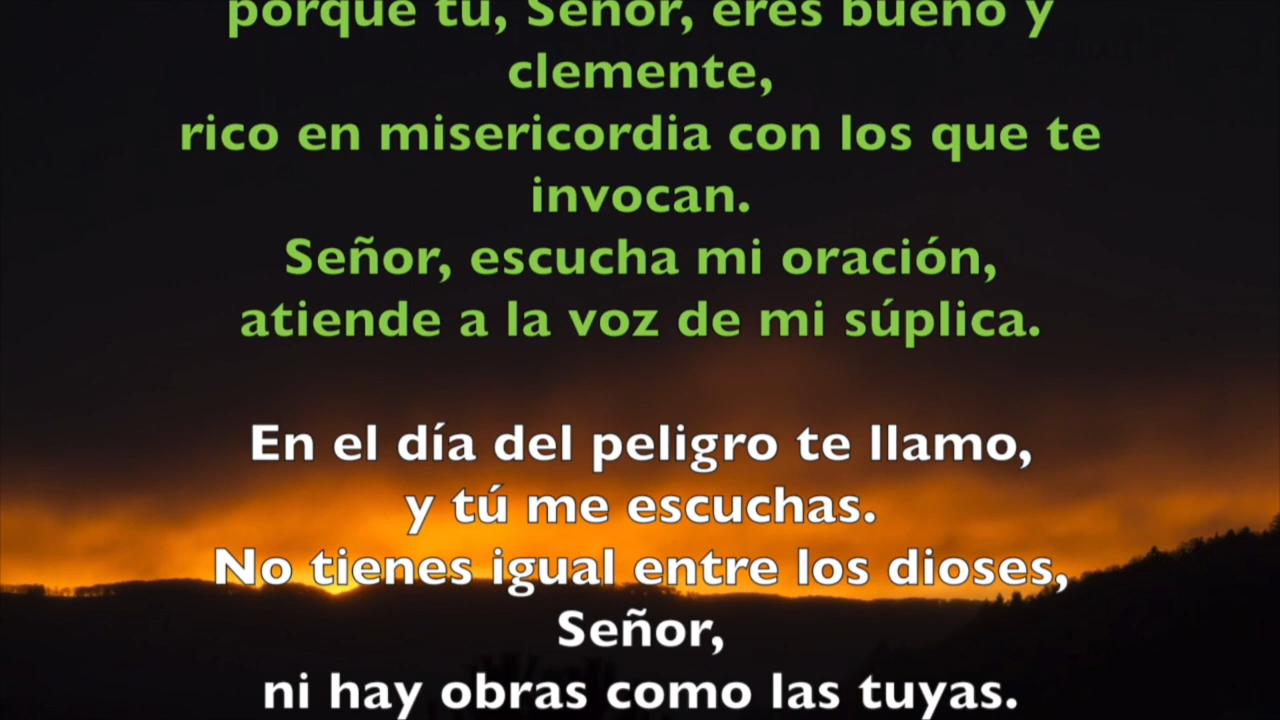 porque tú, Señor, eres bueno y
clemente,
rico en misericordia con los que te
invocan.
Señor, escucha mi oración,
atiende a la voz de mi súplica.
En el día del peligro te llamo,
y tú me escuchas.
No tienes igual entre los dioses,
Señor,
ni hay obras como las tuyas.